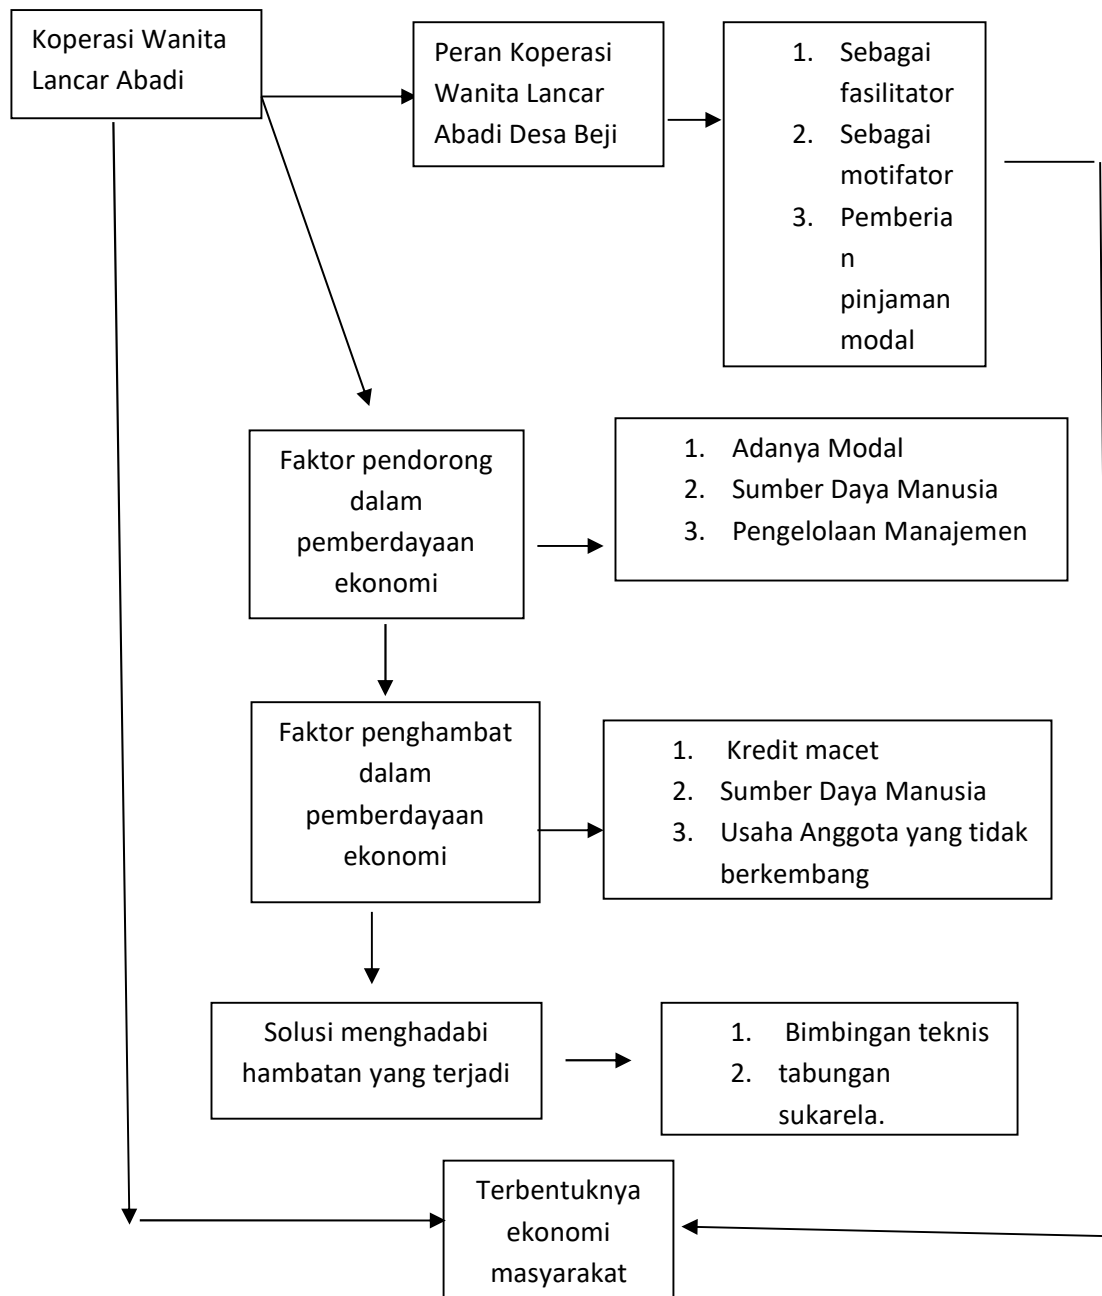 Koperasi Wanita
Lancar Abadi
Peran Koperasi
Wanita Lancar
Abadi Desa Beji
1. Sebagai
fasilitator
2. Sebagai
motifator
3. Pemberia
n
pinjaman
modal
Faktor pendorong
dalam
pemberdayaan
ekonomi
1. Adanya Modal
2. Sumber Daya Manusia
3. Pengelolaan Manajemen
Faktor penghambat
dalam
pemberdayaan
ekonomi
1. Kredit macet
2. Sumber Daya Manusia
3. Usaha Anggota yang tidak
berkembang
Solusi menghadabi
hambatan yang terjadi
1. Bimbingan teknis
2. tabungan
sukarela.
Terbentuknya
ekonomi
masyarakat